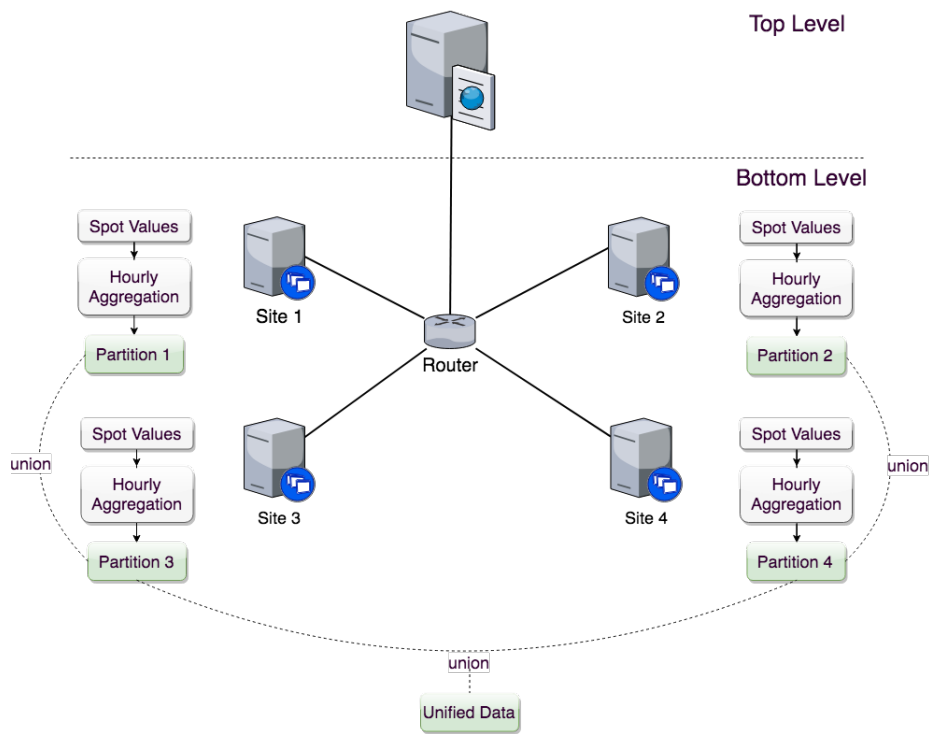 Top Level
Bottom Level
Spot Values
Hourly
Aggregation
Partition 1
Site 1
Site 2
Router
Spot Values
Hourly
Aggregation
Partition 2
Spot Values
Hourly
Aggregation
Partition 3
union
Site 3
Site 4
Spot Values
Hourly
Aggregation
Partition 4
union
union
Unified Data